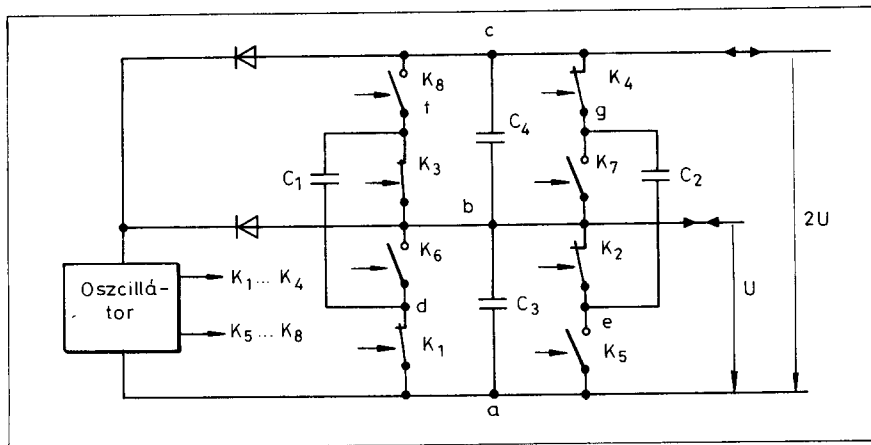 c
K8
K4
f
g
C4
K3
K7
C1
C2
b
2U
K6
K2
U
Oszcillá-
tor
K1 ... K4
K5 ... K8
d
C3
e
K1
K5
a